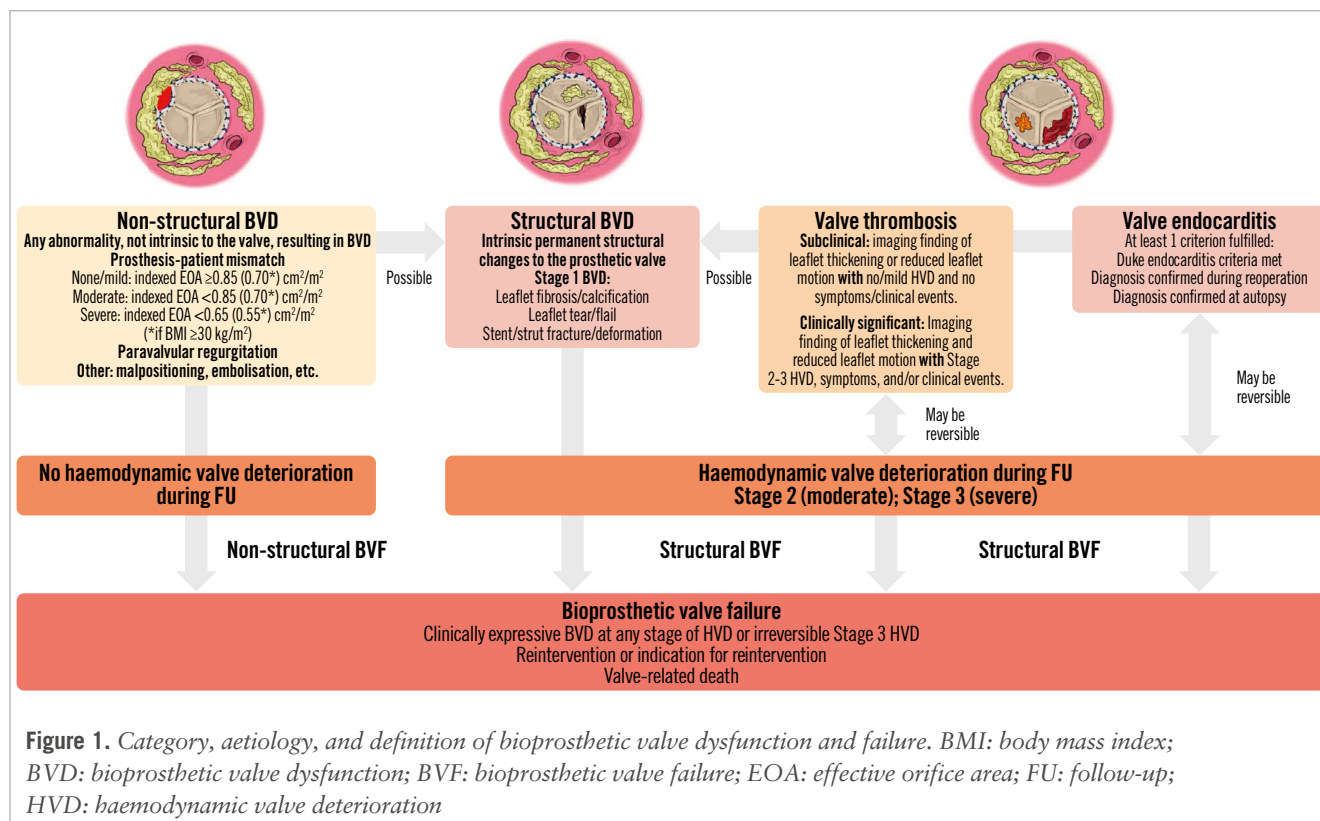 Non-structural BVD
Any abnormality, not intrinsic to the valve, resulting in BVD
Prosthesis-patient mismatch
None/mild: indexed EOA ≥0.85 (0.70*) cm²/m²
Moderate: indexed EOA <0.85 (0.70*) cm²/m²
Severe: indexed EOA <0.65 (0.55*) cm²/m²
(*if BMI ≥30 kg/m²)
Paravalvular regurgitation
Other: malpositioning, embolisation, etc.
Possible
Structural BVD
Intrinsic permanent structural
changes to the prosthetic valve
Stage 1 BVD:
Leaflet fibrosis/calcification
Leaflet tear/flail
Stent/strut fracture/deformation
Possible
Valve thrombosis
Subclinical: imaging finding of
leaflet thickening or reduced leaflet
motion with no/mild HVD and no
symptoms/clinical events.
Clinically significant: Imaging
finding of leaflet thickening and
reduced leaflet motion with Stage
2-3 HVD, symptoms, and/or clinical events.
Valve endocarditis
At least 1 criterion fulfilled:
Duke endocarditis criteria met
Diagnosis confirmed during reoperation
Diagnosis confirmed at autopsy
May be
reversible
May be
reversible
No haemodynamic valve deterioration
during FU
Haemodynamic valve deterioration during FU
Stage 2 (moderate); Stage 3 (severe)
Non-structural BVF
Structural BVF
Structural BVF
Bioprosthetic valve failure
Clinically expressive BVD at any stage of HVD or irreversible Stage 3 HVD
Reintervention or indication for reintervention
Valve-related death
Figure 1. Category, aetiology, and definition of bioprosthetic valve dysfunction and failure. BMI: body mass index;
BVD: bioprosthetic valve dysfunction; BVF: bioprosthetic valve failure; EOA: effective orifice area; FU: follow-up;
HVD: haemodynamic valve deterioration